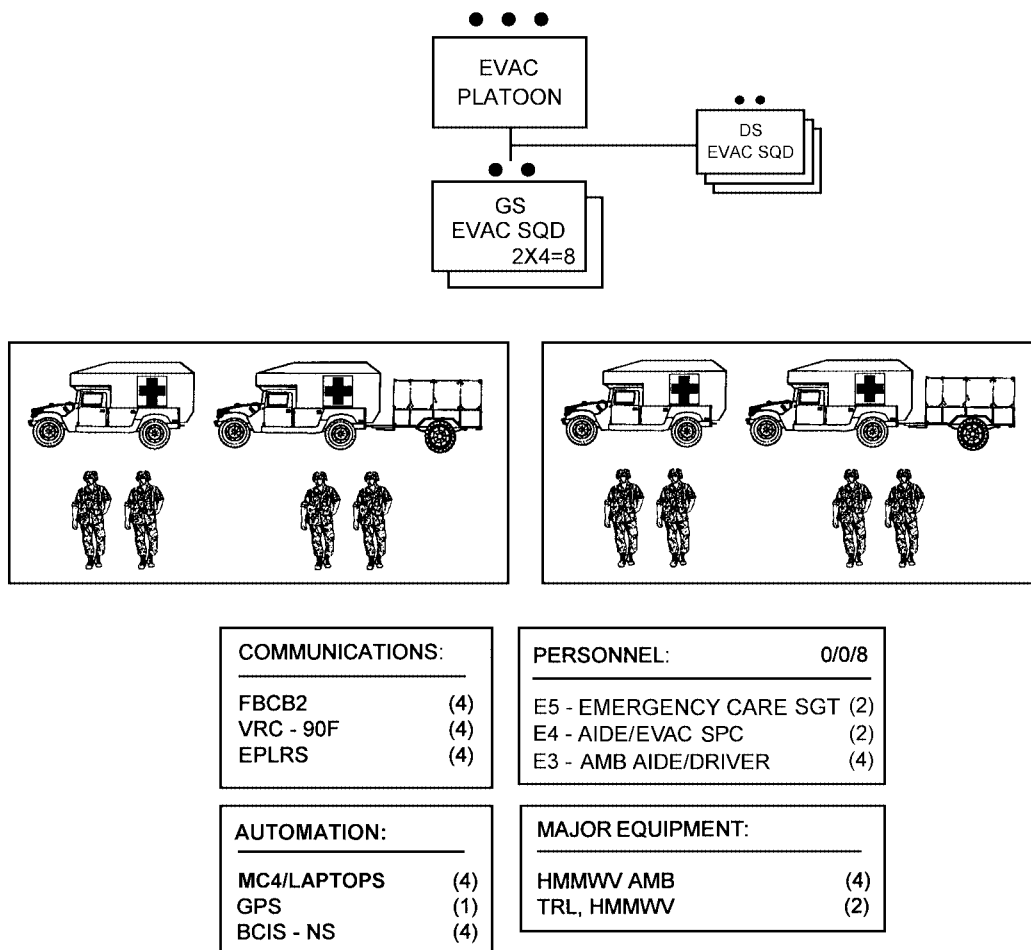 EVAC
PLATOON
DS
EVAC SQD
GS
EVAC SQD
2X4=8
COMMUNICATIONS:
FBCB2 (4)
VRC - 90F (4)
EPLRS (4)
PERSONNEL: 0/0/8
E5 - EMERGENCY CARE SGT (2)
E4 - AIDE/EVAC SPC (2)
E3 - AMB AIDE/DRIVER (4)
AUTOMATION:
MC4/LAPTOPS (4)
GPS (1)
BCIS - NS (4)
MAJOR EQUIPMENT:
HMMWV AMB (4)
TRL, HMMWV (2)